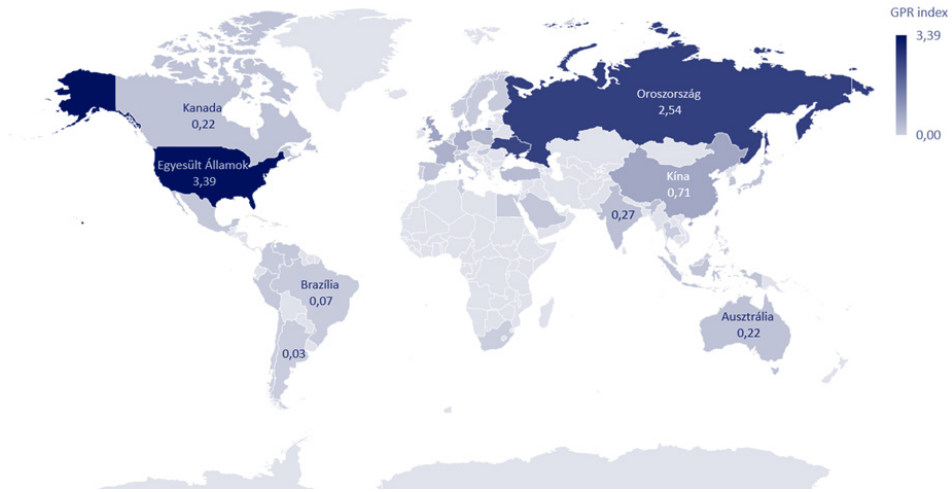 GPR index
3,39
0,00
Kanada
0,22
Egyesült Államok
3,39
Oroszország
2,54
Kína
0,71
0,27
Brazília
0,07
0,03
Ausztrália
0,22